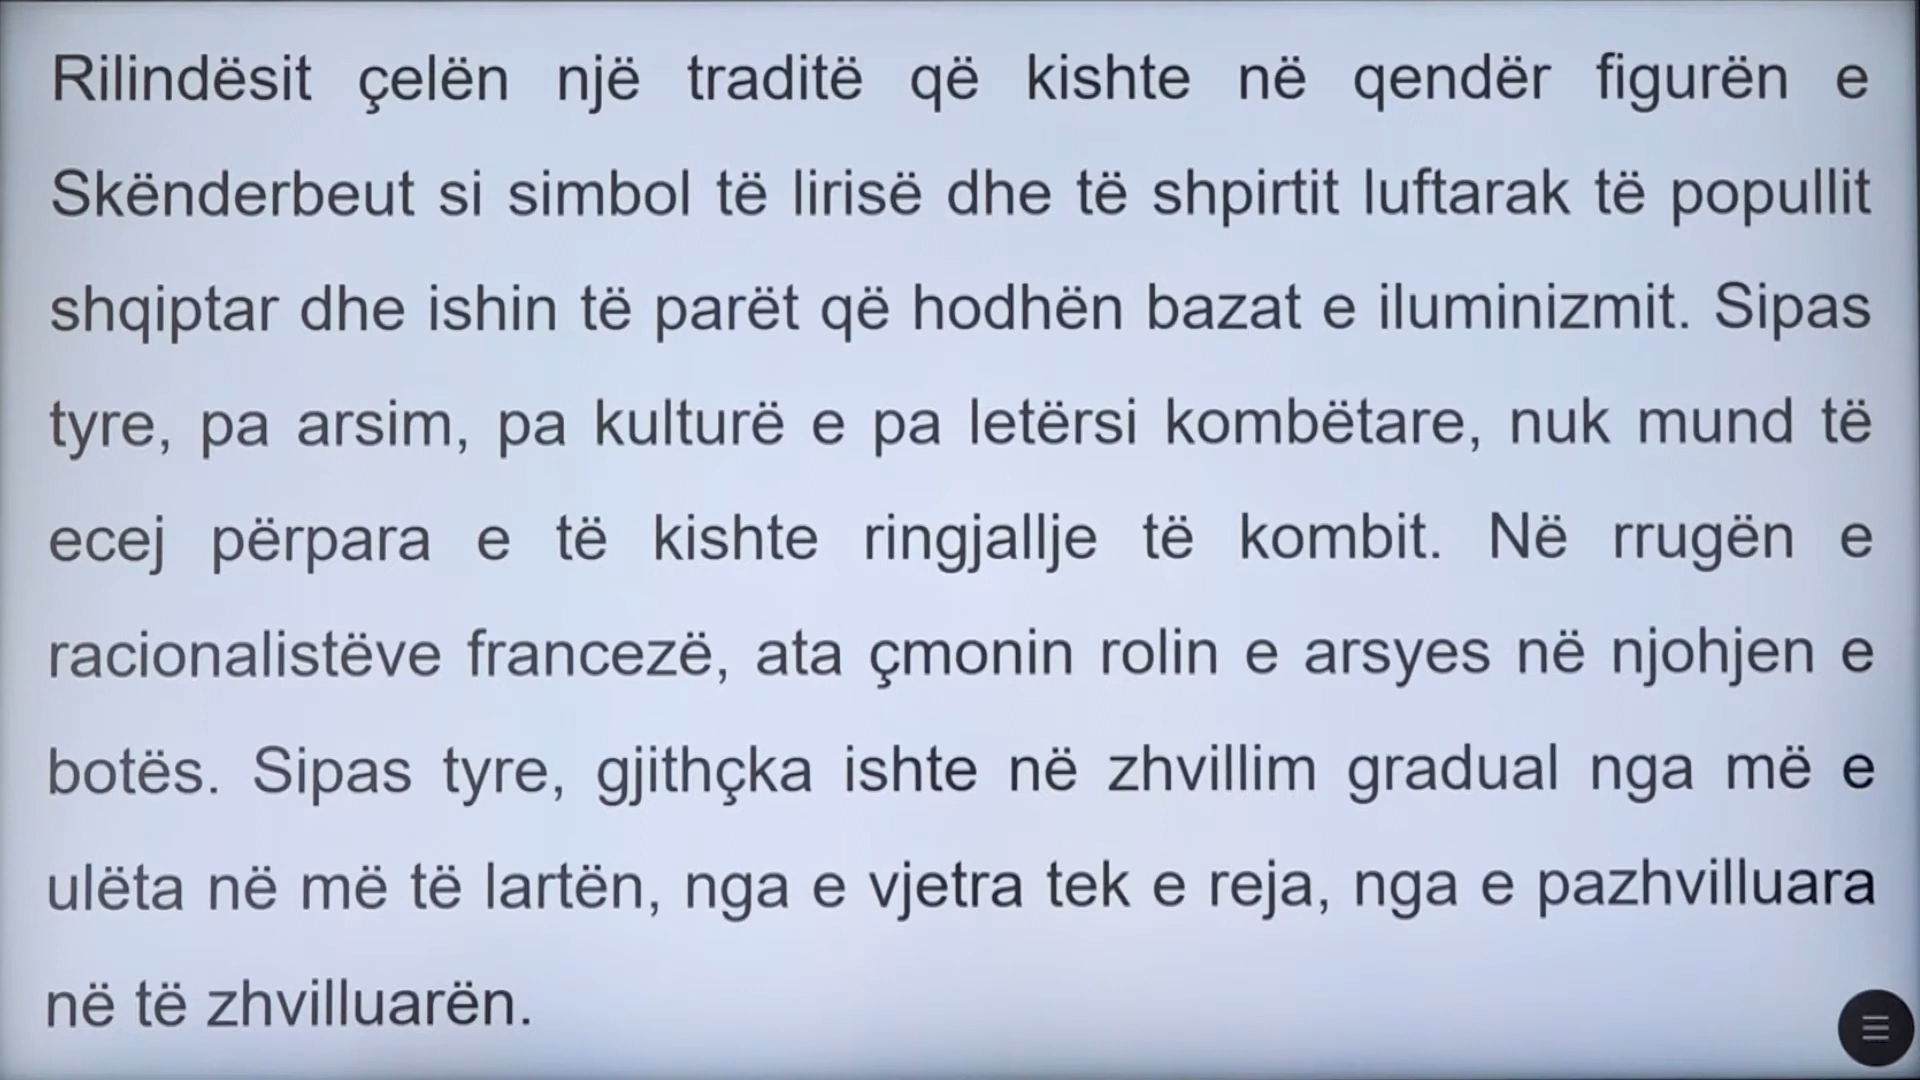 Rilindësit çelën një traditë që kishte në qendër figurën e
Skënderbeut si simbol të lirisë dhe të shpirtit luftarak të popullit
shqiptar dhe ishin të parët që hodhën bazat e iluminizmit. Sipas
tyre, pa arsim, pa kulturë e pa letërsi kombëtare, nuk mund të
ecej përpara e të kishte ringjallje të kombit. Në rrugën e
racionalistëve francezë, ata çmonin rolin e arsyes në njohjen e
botës. Sipas tyre, gjithçka ishte në zhvillim gradual nga më e
ulëta në më të lartën, nga e vjetra tek e reja, nga e pazhvilluara
në të zhvilluarën.